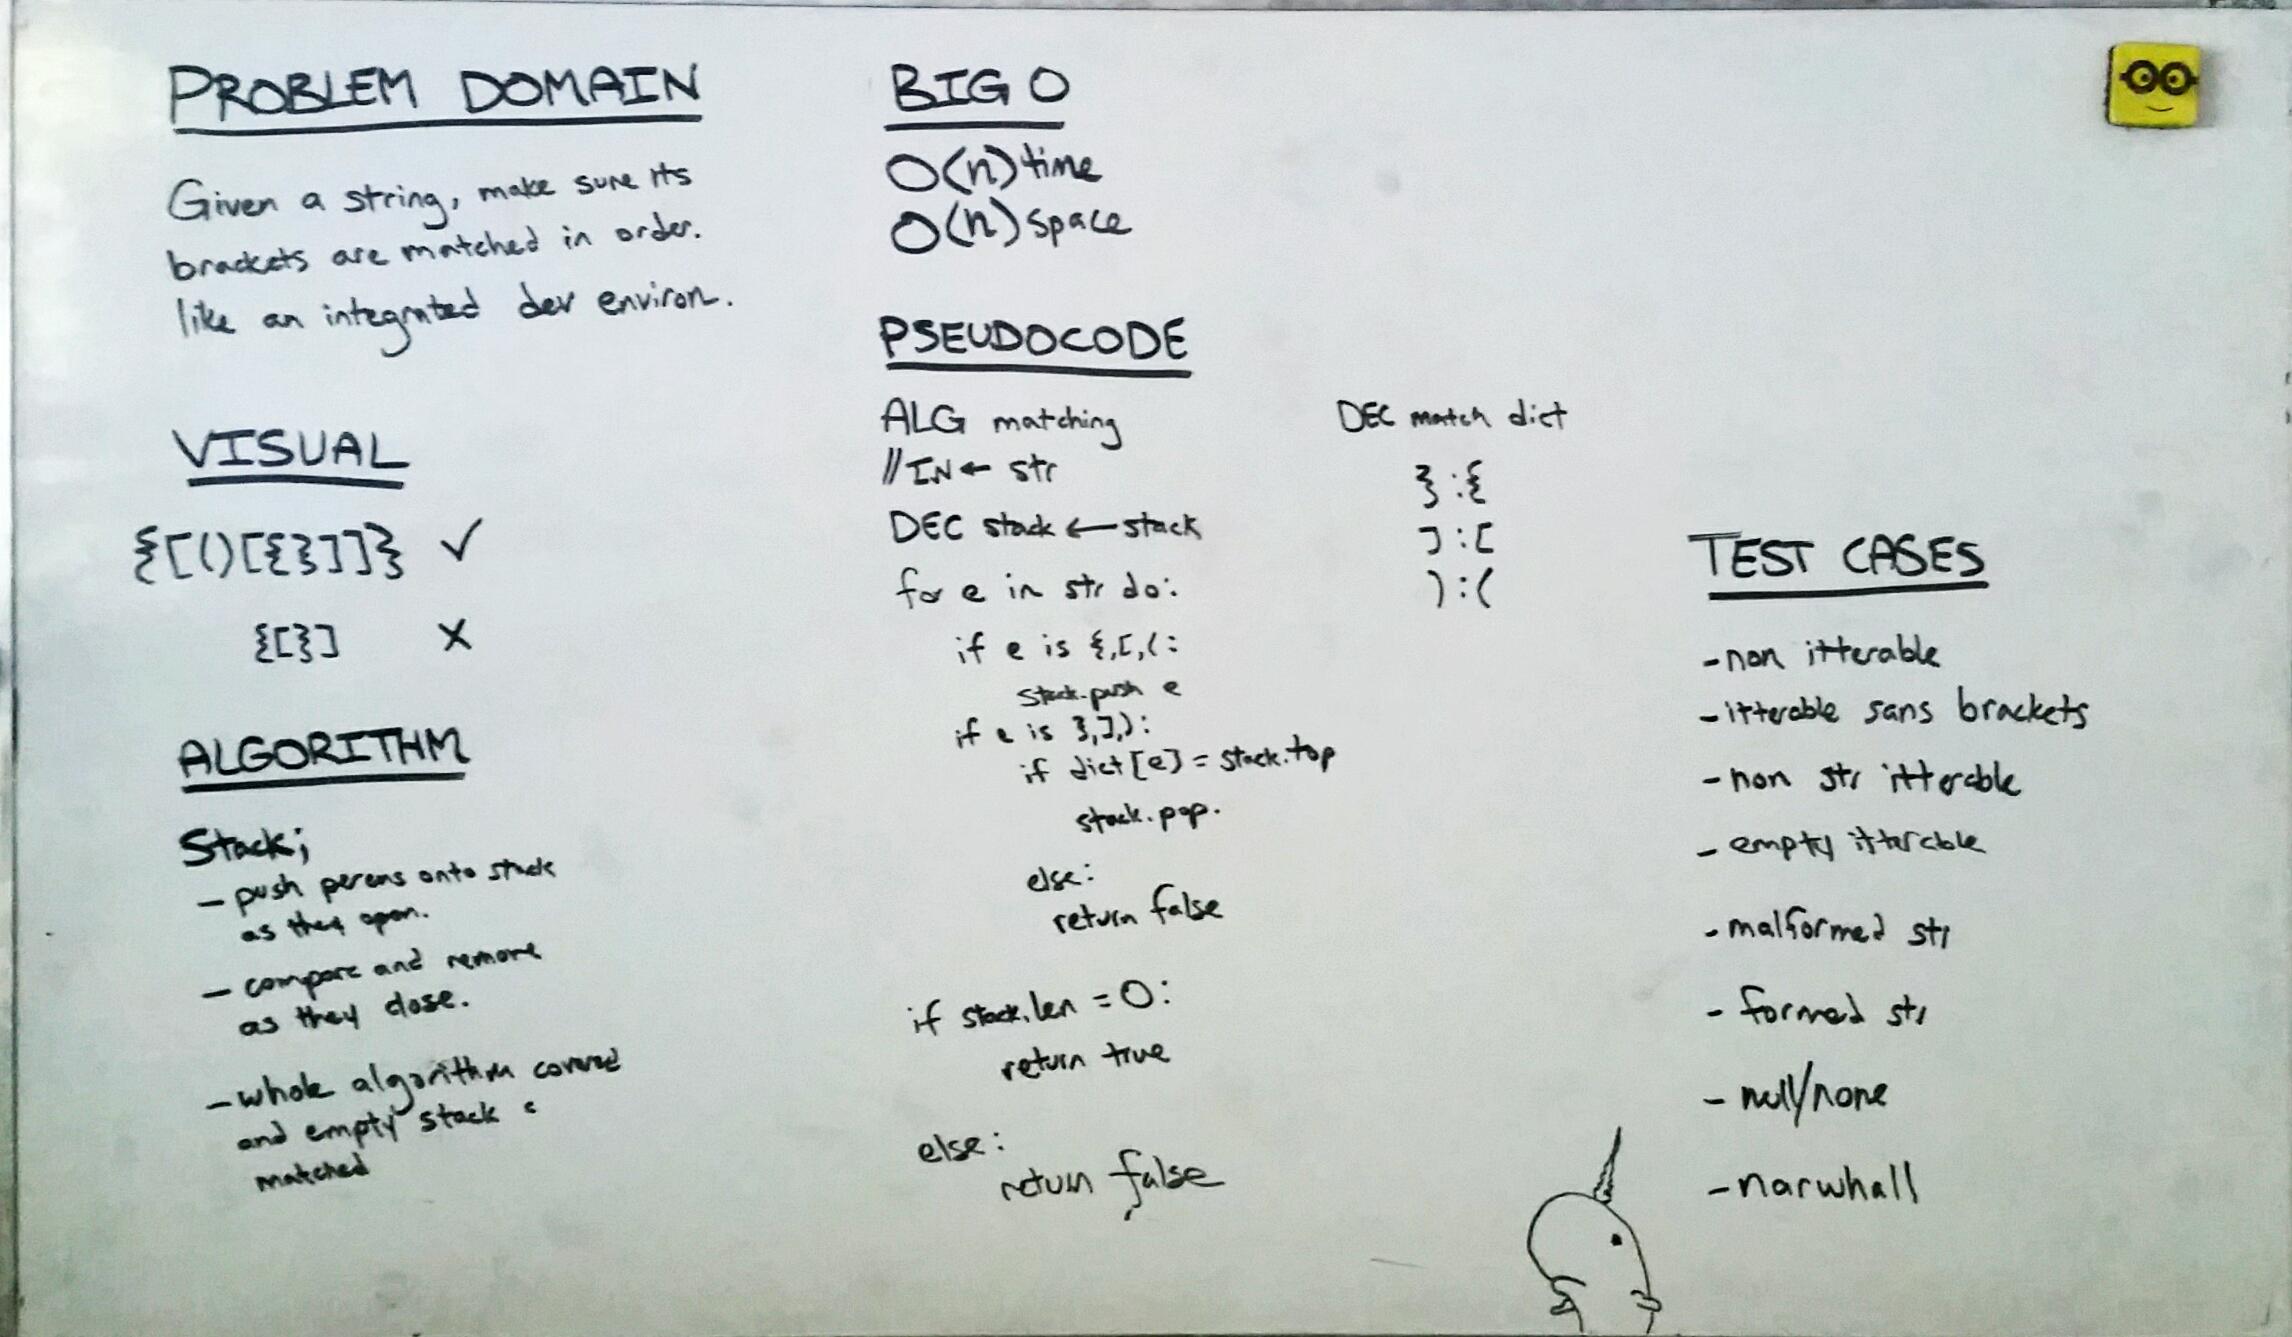 PROBLEM DOMAIN
Given a string, make sure its
brackets are matched in order.
like an integrated dev environ.
VISUAL
{[()[{}]]} ✓
{[}] X
ALGORITHM
Stack;
- push perens onto stack
as they open.
- compare and remove
as they close.
- whole algorithm covered
and empty stack =
matched
BIG O
O(n) time
O(n) space
PSEUDOCODE
ALG matching
// IN ← str
DEC stack ← stack
for e in str do:
if e is {,[,(:
stack.push e
if e is },],):
if dict[e] = stack.top
stack.pop.
else:
return false
if stack.len = 0:
return true
else:
return false
DEC match dict
} : {
] : [
) : (
TEST CASES
- non itterable
- itterable sans brackets
- non str itterable
- empty itterable
- malformed str
- formed str
- null/none
- narwhall